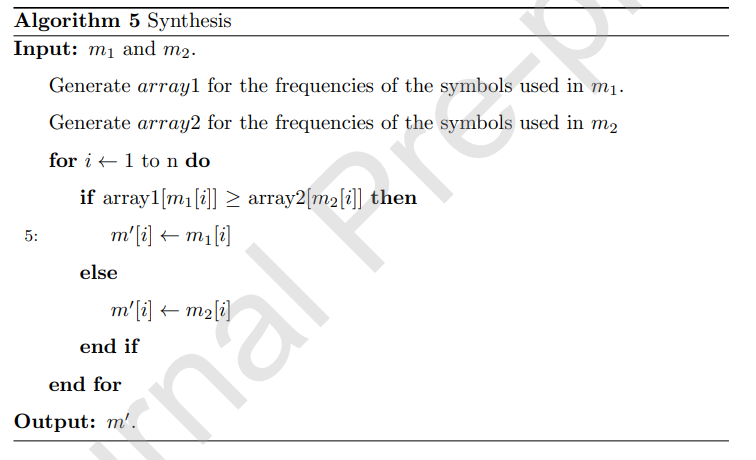 Algorithm 5 Synthesis
Input: m₁ and m₂.
Generate array1 for the frequencies of the symbols used in m₁.
Generate array2 for the frequencies of the symbols used in m₂
for i ← 1 to n do
if array1[m₁[i]] ≥ array2[m₂[i]] then
5: m′[i] ← m₁[i]
else
m′[i] ← m₂[i]
end if
end for
Output: m′.
urnal Pre-p